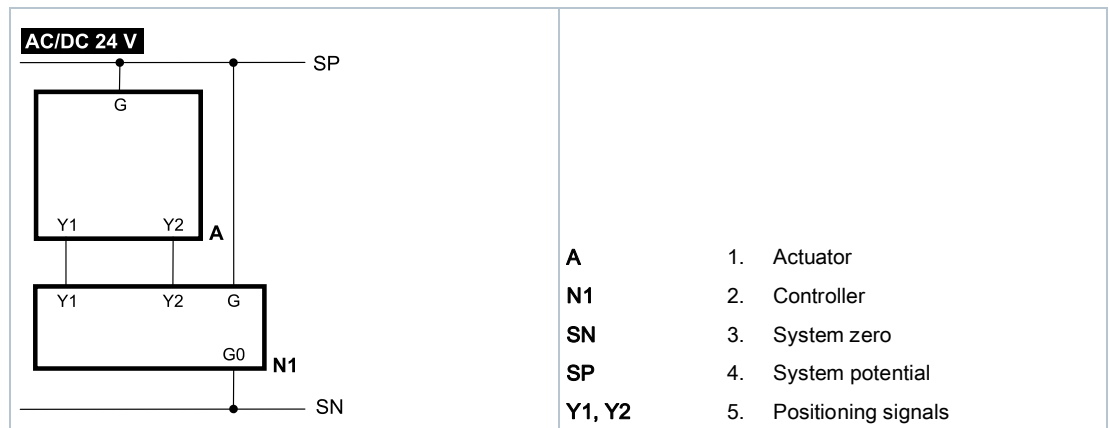 AC/DC 24 V
SP
G
Y1 Y2
A
Y1 Y2 G
G0
N1
SN
A 1. Actuator
N1 2. Controller
SN 3. System zero
SP 4. System potential
Y1, Y2 5. Positioning signals